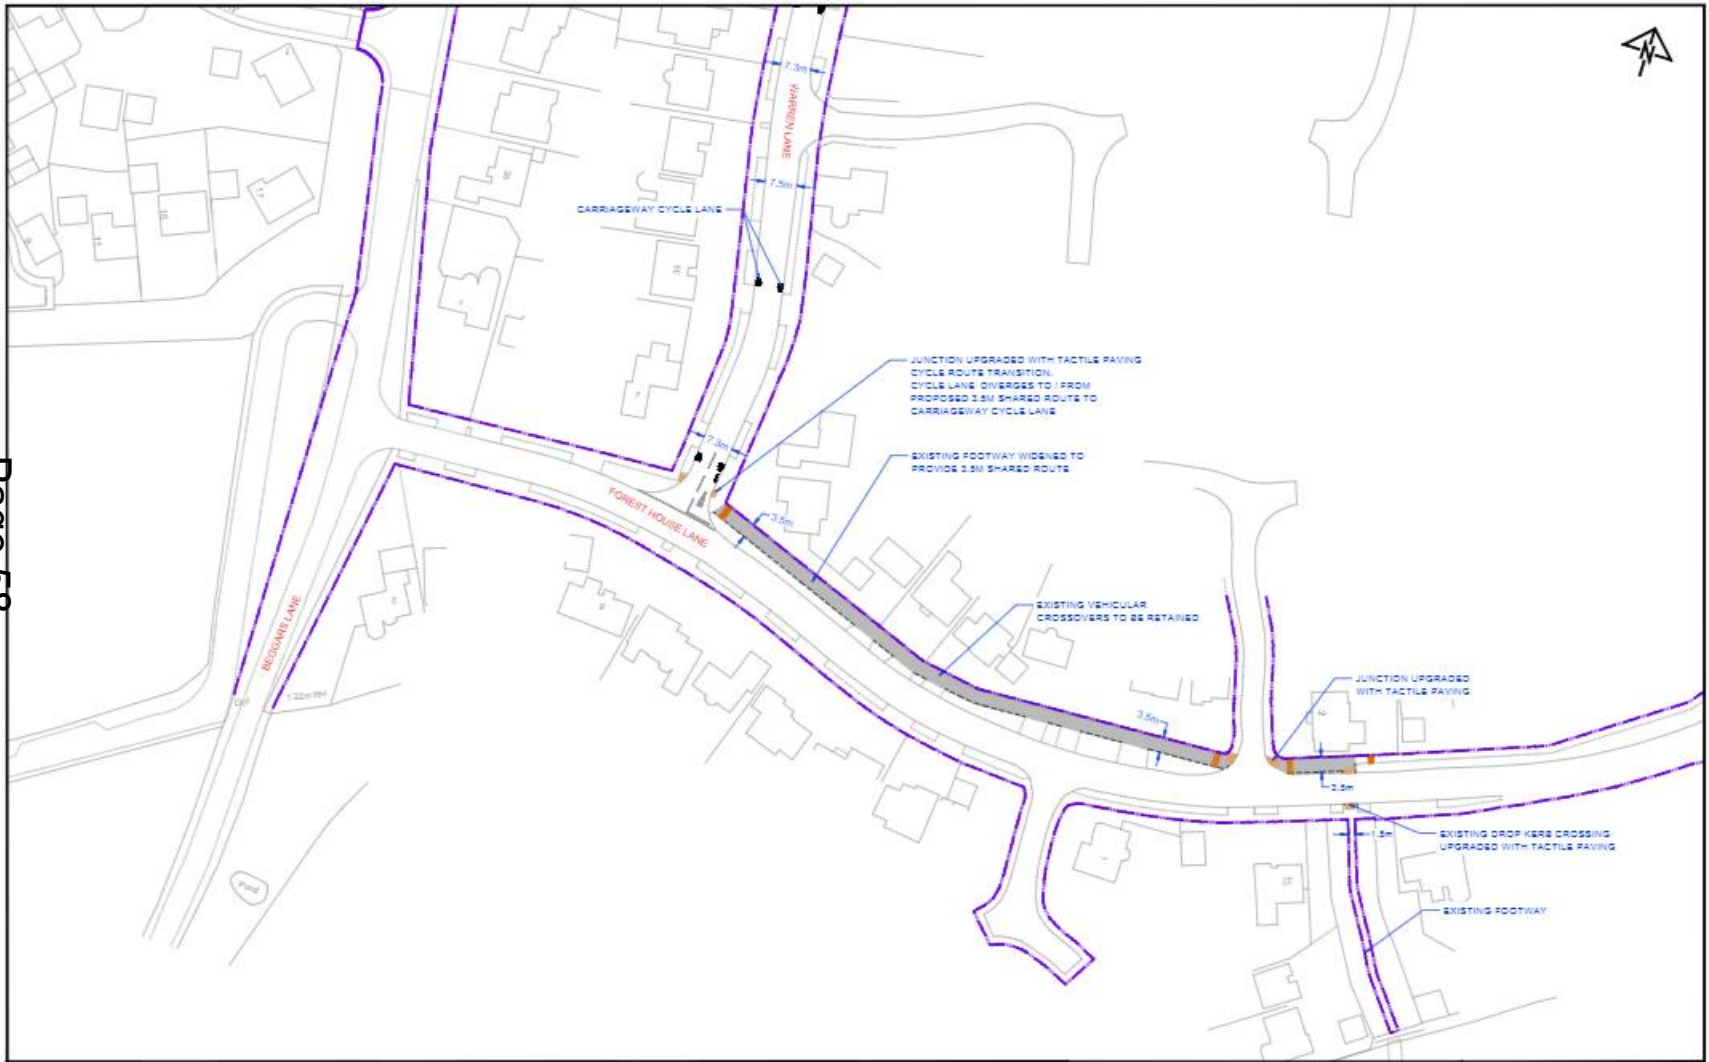 N
7.3m
WARREN LANE
7.5m
CARRIAGEWAY CYCLE LANE
JUNCTION UPGRADED WITH TACTILE PAVING
CYCLE ROUTE TRANSITION.
CYCLE LANE DIVERGES TO / FROM
PROPOSED 3.5M SHARED ROUTE TO
CARRIAGEWAY CYCLE LANE
7.3m
EXISTING FOOTWAY WIDENED TO
PROVIDE 3.5M SHARED ROUTE
FOREST HOUSE LANE
3.5m
BEGGARS LANE
1.22m RH
EXISTING VEHICULAR
CROSSOVERS TO BE RETAINED
JUNCTION UPGRADED
WITH TACTILE PAVING
3.5m
2.5m
1.5m
EXISTING DROP KERB CROSSING
UPGRADED WITH TACTILE PAVING
EXISTING FOOTWAY
Pond